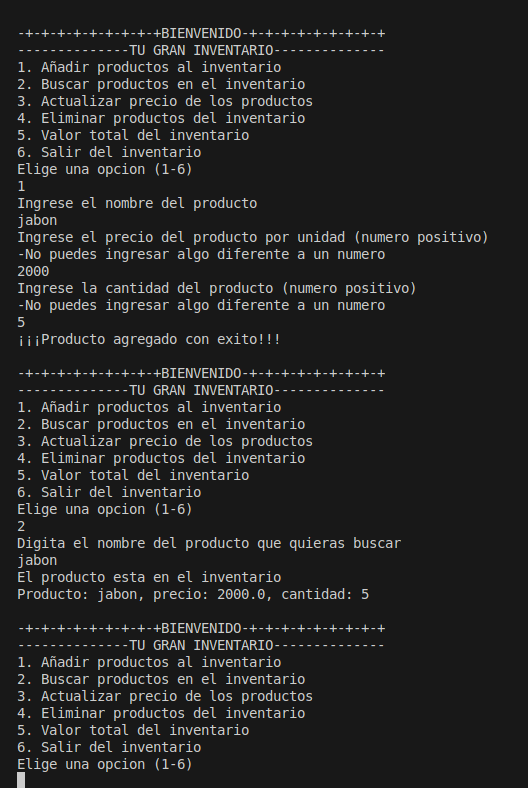 -+-+-+-+-+-+-+-+-+BIENVENIDO-+-+-+-+-+-+-+-+-+
--------------TU GRAN INVENTARIO--------------
1. Añadir productos al inventario
2. Buscar productos en el inventario
3. Actualizar precio de los productos
4. Eliminar productos del inventario
5. Valor total del inventario
6. Salir del inventario
Elige una opcion (1-6)
1
Ingrese el nombre del producto
jabon
Ingrese el precio del producto por unidad (numero positivo)
-No puedes ingresar algo diferente a un numero
2000
Ingrese la cantidad del producto (numero positivo)
-No puedes ingresar algo diferente a un numero
5
¡¡¡Producto agregado con exito!!!
-+-+-+-+-+-+-+-+-+BIENVENIDO-+-+-+-+-+-+-+-+-+
--------------TU GRAN INVENTARIO--------------
1. Añadir productos al inventario
2. Buscar productos en el inventario
3. Actualizar precio de los productos
4. Eliminar productos del inventario
5. Valor total del inventario
6. Salir del inventario
Elige una opcion (1-6)
2
Digita el nombre del producto que quieras buscar
jabon
El producto esta en el inventario
Producto: jabon, precio: 2000.0, cantidad: 5
-+-+-+-+-+-+-+-+-+BIENVENIDO-+-+-+-+-+-+-+-+-+
--------------TU GRAN INVENTARIO--------------
1. Añadir productos al inventario
2. Buscar productos en el inventario
3. Actualizar precio de los productos
4. Eliminar productos del inventario
5. Valor total del inventario
6. Salir del inventario
Elige una opcion (1-6)